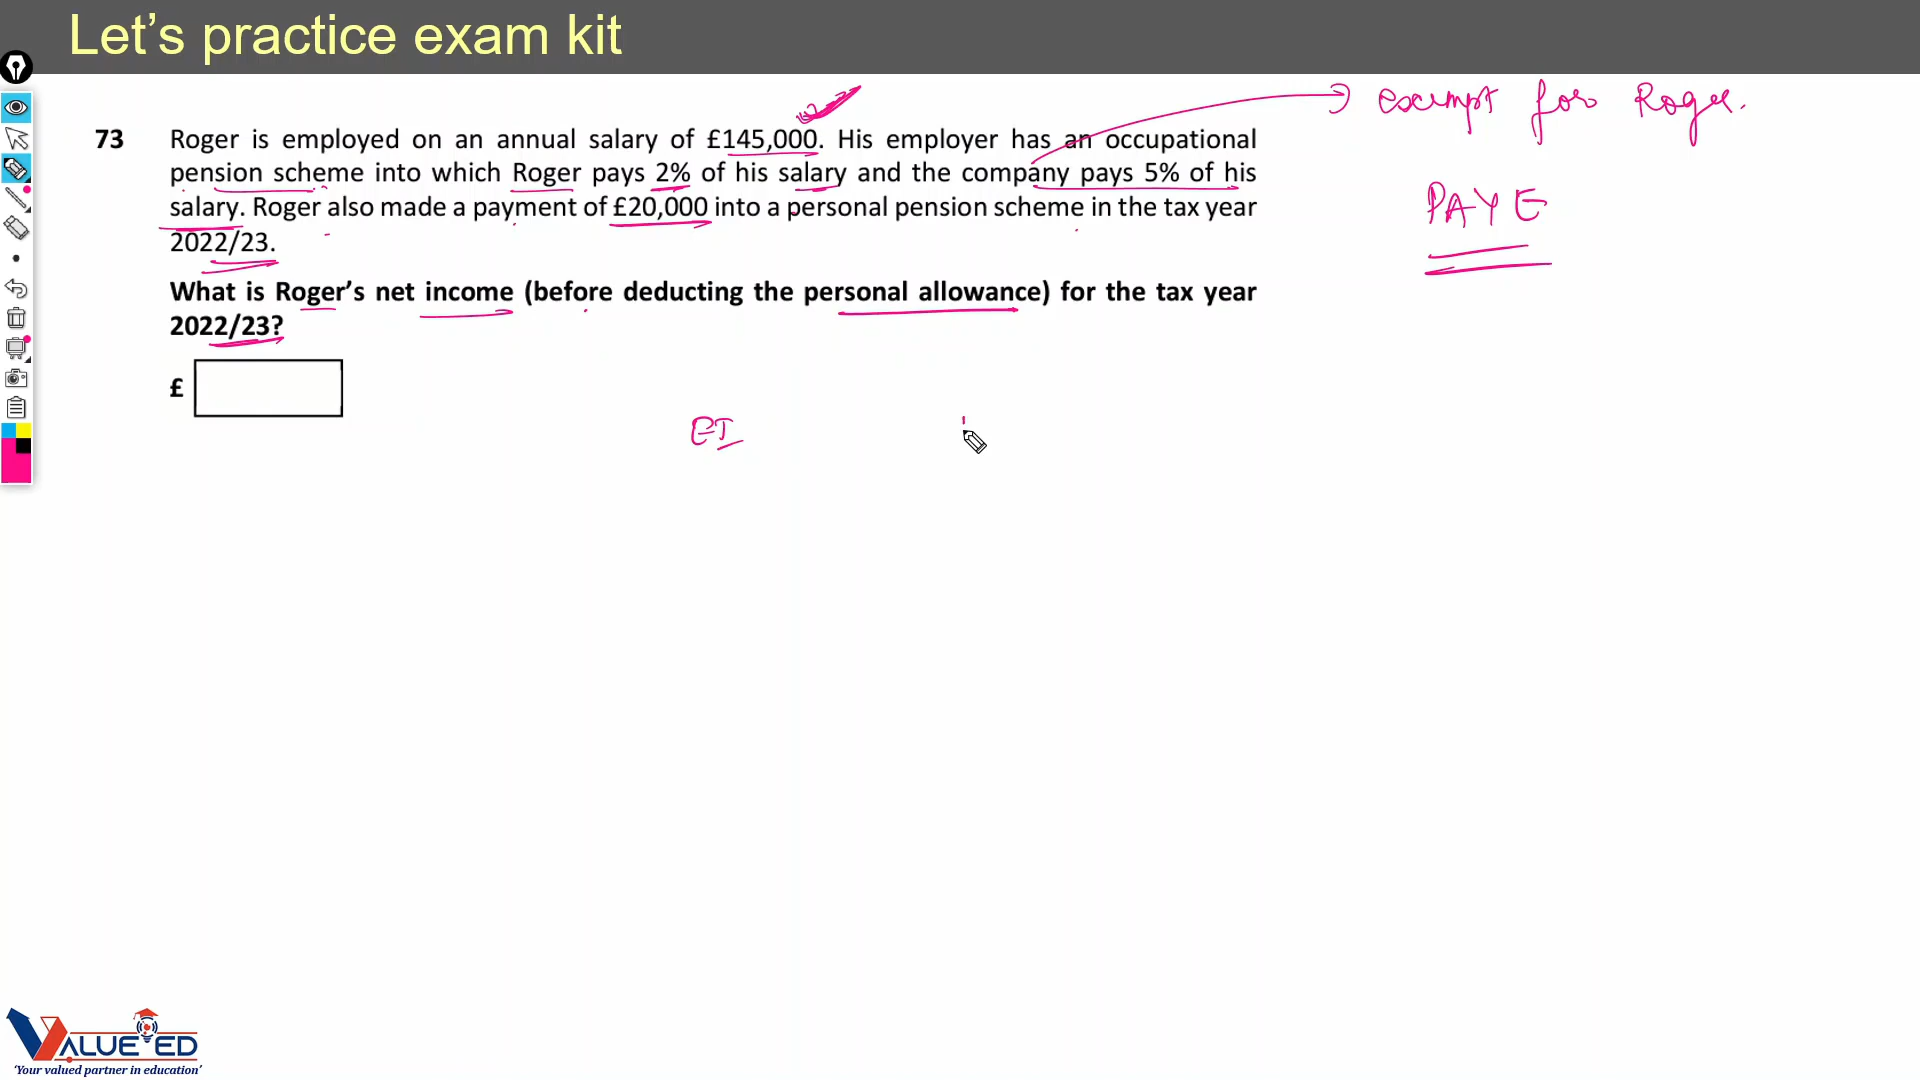 Let's practice exam kit
exempt for Roger.
73 Roger is employed on an annual salary of £145,000. His employer has an occupational
pension scheme into which Roger pays 2% of his salary and the company pays 5% of his
salary. Roger also made a payment of £20,000 into a personal pension scheme in the tax year
2022/23.
PAYE
What is Roger's net income (before deducting the personal allowance) for the tax year
2022/23?
£
EI
VALUE ED
'Your valued partner in education'